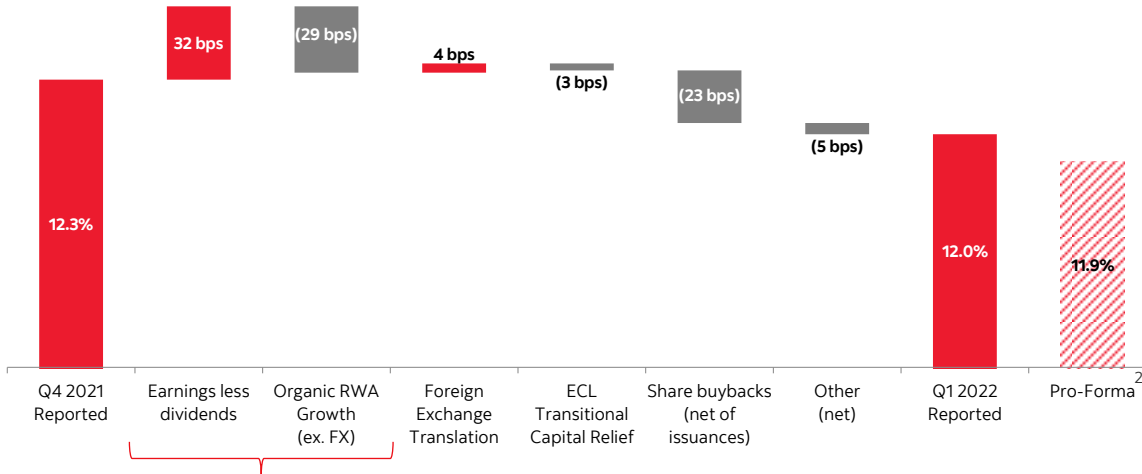 32 bps
(29 bps)
4 bps
(3 bps)
(23 bps)
(5 bps)
12.3%
12.0%
11.9%
Q4 2021
Reported
Earnings less
dividends
Organic RWA
Growth
(ex. FX)
Foreign
Exchange
Translation
ECL
Transitional
Capital Relief
Share buybacks
(net of
issuances)
Other
(net)
Q1 2022
Reported
Pro-Forma 2